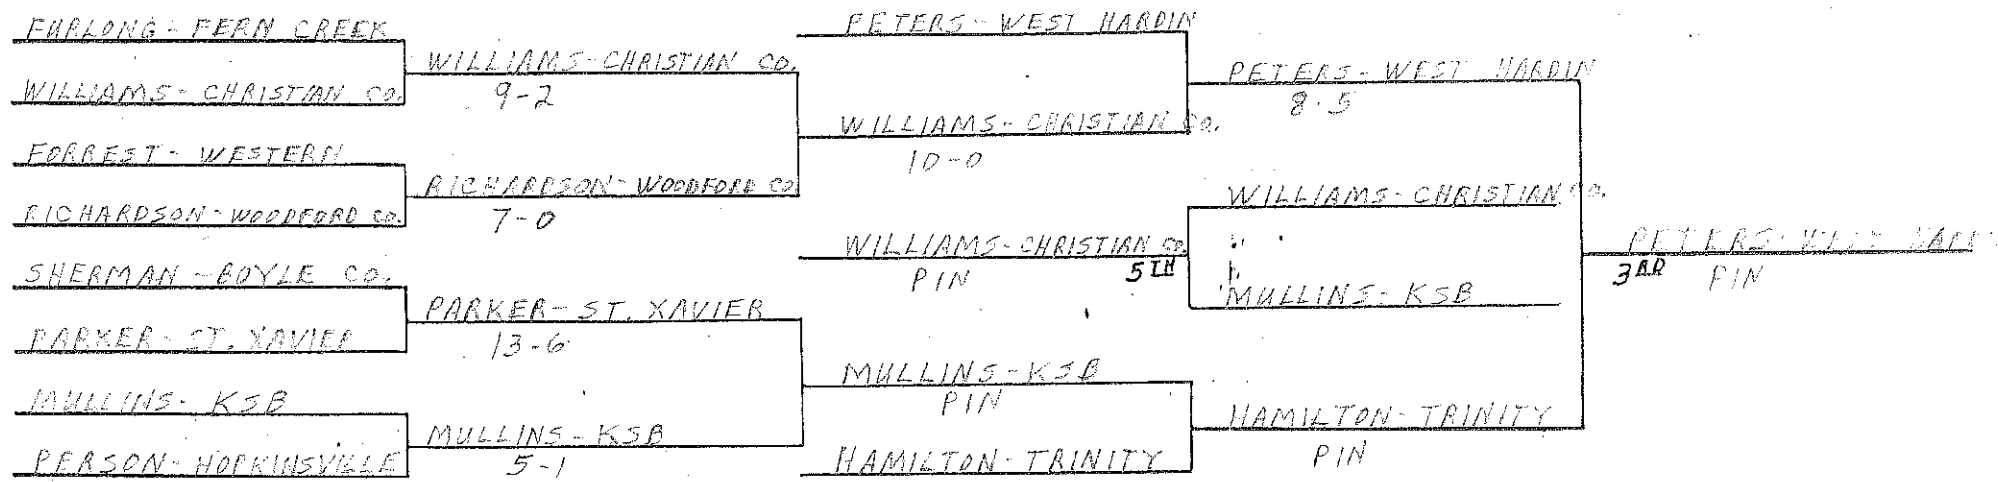 FURLONG - FERN CREEK
WILLIAMS - CHRISTIAN CO.
FORREST - WESTERN
RICHARDSON - WOODFORD CO.
SHERMAN - BOYLE CO.
PARKER - ST. XAVIER
MULLINS - KSB
PERSON - HOPKINSVILLE
WILLIAMS - CHRISTIAN CO.
9-2
RICHARDSON - WOODFORD CO.
7-0
PARKER - ST. XAVIER
13-6
MULLINS - KSB
5-1
PETERS - WEST HARDIN
WILLIAMS - CHRISTIAN CO.
10-0
WILLIAMS - CHRISTIAN CO.
PIN
5TH
MULLINS - KSB
PIN
HAMILTON - TRINITY
PETERS - WEST HARDIN
8-5
WILLIAMS - CHRISTIAN CO.
MULLINS - KSB
HAMILTON - TRINITY
PIN
PETERS - WEST HARD
3RD PIN